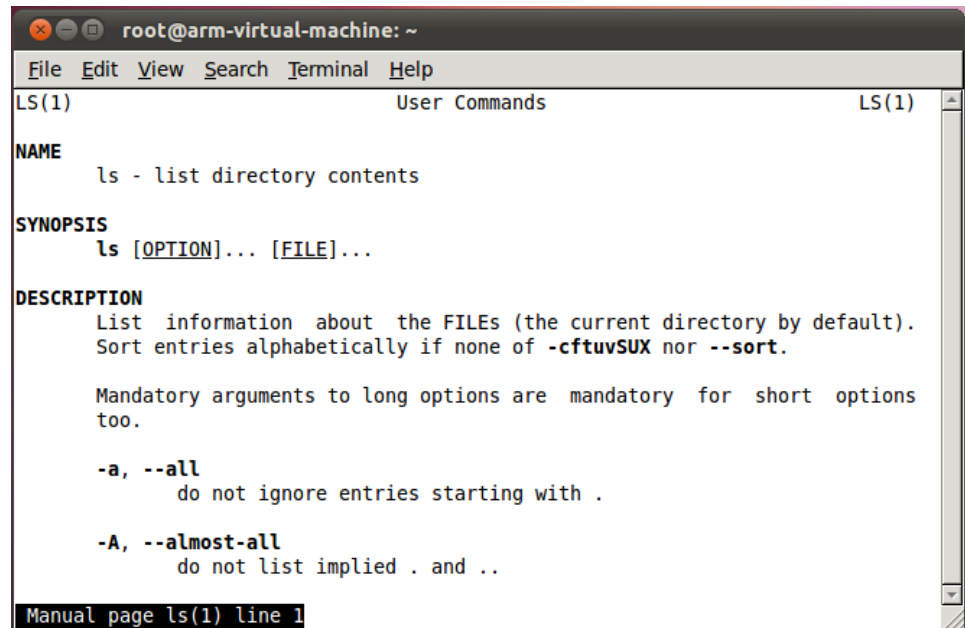 root@arm-virtual-machine: ~
File Edit View Search Terminal Help
LS(1) User Commands LS(1)
NAME
ls - list directory contents
SYNOPSIS
ls [OPTION]... [FILE]...
DESCRIPTION
List information about the FILEs (the current directory by default).
Sort entries alphabetically if none of -cftuvSUX nor --sort.
Mandatory arguments to long options are mandatory for short options
too.
-a, --all
do not ignore entries starting with .
-A, --almost-all
do not list implied . and ..
Manual page ls(1) line 1